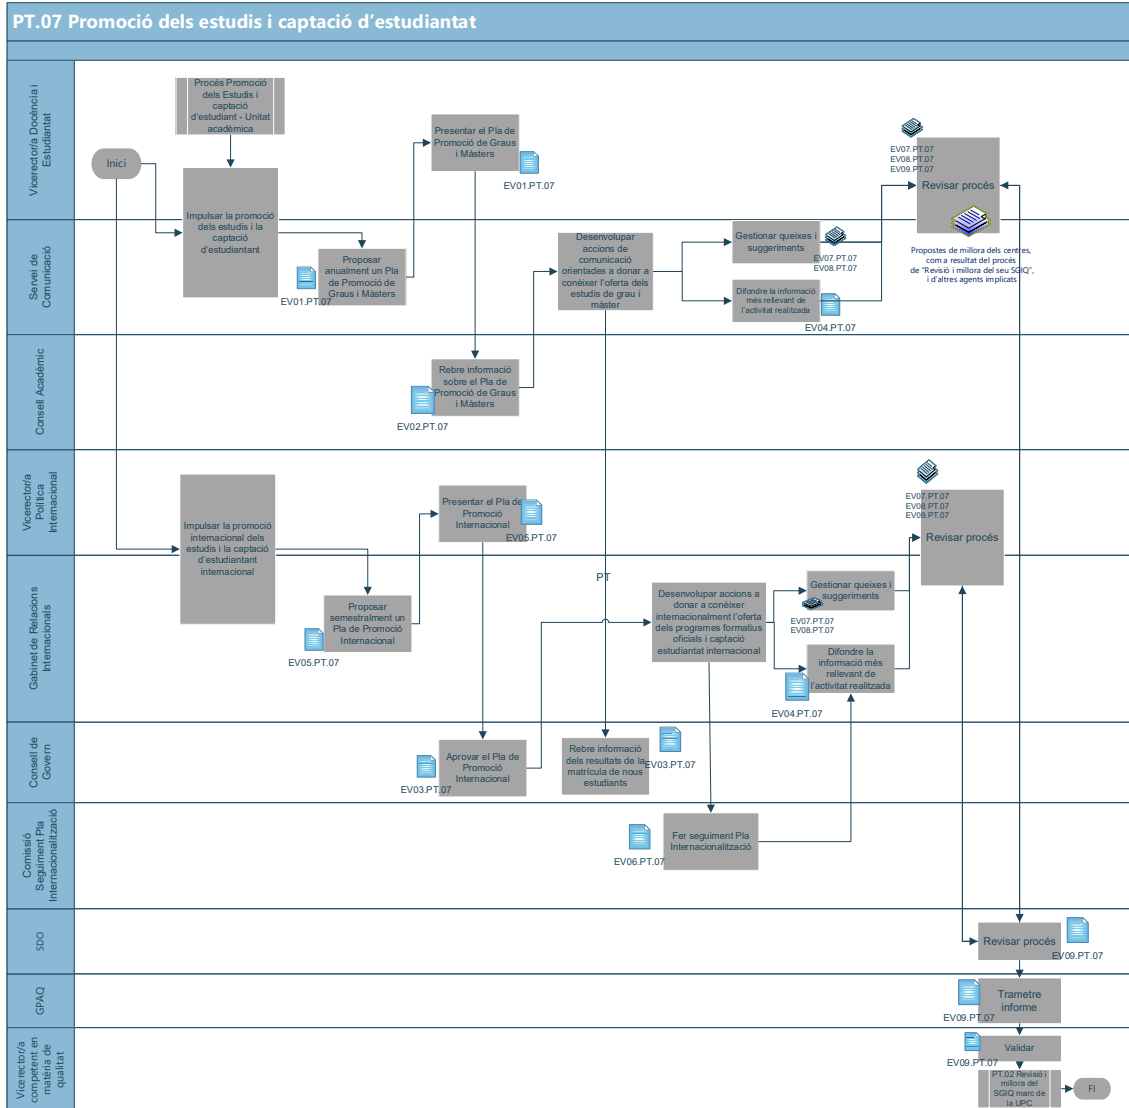 PT.07 Promoció dels estudis i captació d'estudiantat
Vicerector/a Docència i
Estudiantat
Procés Promoció
dels Estudis i
captació
d'estudiant - Unitat
acadèmica
Inici
Impulsar la promoció
dels estudis i la
captació
d'estudiantant
Presentar el Pla de
Promoció de Graus
i Màsters
EV01.PT.07
EV07.PT.07
EV08.PT.07
EV09.PT.07
Revisar procés
Propostes de millora dels centres,
com a resultat del procés
de "Revisió i millora del seu SGIQ",
i d'altres agents implicats
Servei de
Comunicació
Proposar
anualment un Pla
de Promoció de
Graus i Màsters
EV01.PT.07
Desenvolupar
accions de
comunicació
orientades a donar a
conèixer l'oferta dels
estudis de grau i
màster
Gestionar queixes i
suggeriments
EV07.PT.07
EV08.PT.07
Difondre la informació
més rellevant de
l'activitat realitzada
EV04.PT.07
Consell Acadèmic
Rebre informació
sobre el Pla de
Promoció de Graus
i Màsters
EV02.PT.07
Vicerector/a
Política
Internacional
Impulsar la promoció
internacional dels
estudis i la captació
d'estudiantant
internacional
Presentar el Pla de
Promoció
Internacional
EV05.PT.07
EV07.PT.07
EV08.PT.07
EV09.PT.07
Revisar procés
Gabinet de Relacions
Internacionals
Proposar
semestralment un
Pla de Promoció
Internacional
EV05.PT.07
PT
Desenvolupar accions a
donar a conèixer
internacionalment l'oferta
dels programes formatius
oficials i captació
estudiantat internacional
Gestionar queixes i
suggeriments
EV07.PT.07
EV08.PT.07
Difondre la
informació més
rellevant de
l'activitat realitzada
EV04.PT.07
Consell de
Govern
Aprovar el Pla de
Promoció
Internacional
EV03.PT.07
Rebre informació
dels resultats de la
matrícula de nous
estudiants
EV03.PT.07
Comissió
Seguiment Pla
Internacionalització
Fer seguiment Pla
Internacionalització
EV06.PT.07
SDO
Revisar procés
EV09.PT.07
GPAQ
Trametre
informe
EV09.PT.07
Vicerector/a
competent en
matèria de
qualitat
Validar
EV09.PT.07
PT.02 Revisió i
millora del
SGIQ marc de
la UPC
FI